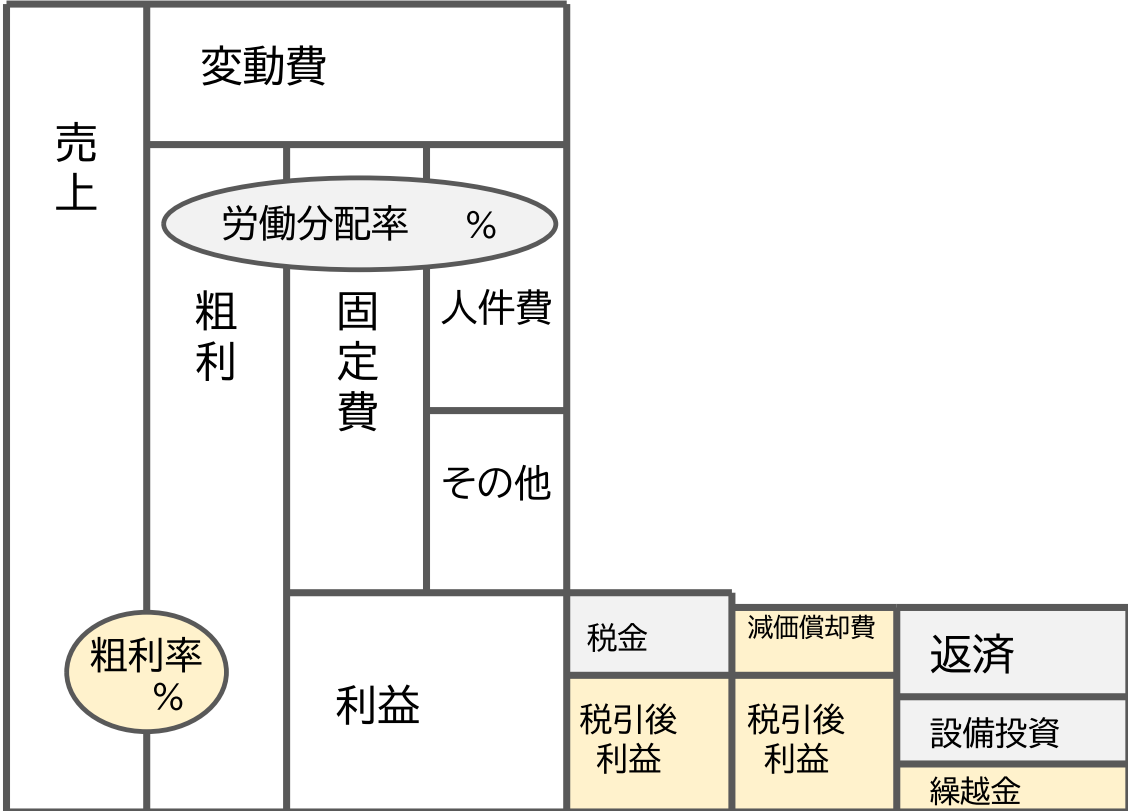 変動費
売
上
労働分配率　　%
粗
利
固
定
費
人件費
その他
粗利率
%
利益
税金
減価償却費
返済
税引後
利益
税引後
利益
設備投資
繰越金